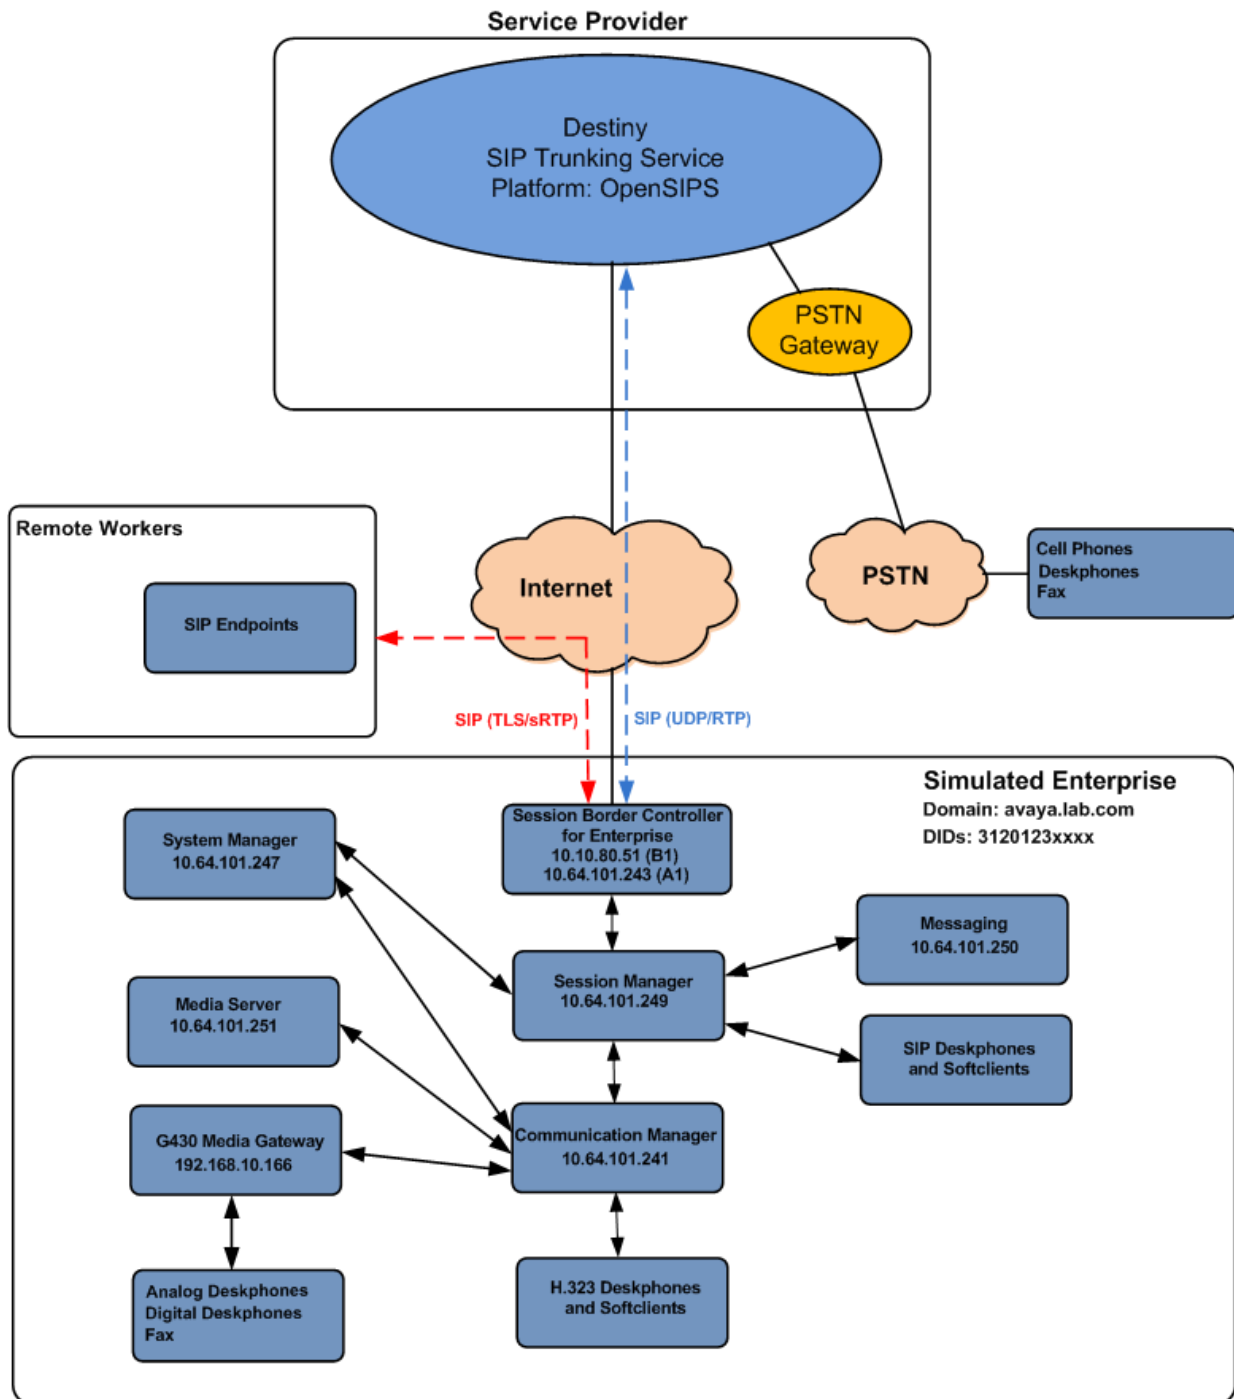 Service Provider
Destiny
SIP Trunking Service
Platform: OpenSIPS
PSTN
Gateway
Remote Workers
SIP Endpoints
Internet
PSTN
Cell Phones
Deskphones
Fax
SIP (TLS/sRTP)
SIP (UDP/RTP)
Simulated Enterprise
Domain: avaya.lab.com
DIDs: 3120123xxxx
System Manager
10.64.101.247
Session Border Controller
for Enterprise
10.10.80.51 (B1)
10.64.101.243 (A1)
Messaging
10.64.101.250
Media Server
10.64.101.251
Session Manager
10.64.101.249
SIP Deskphones
and Softclients
G430 Media Gateway
192.168.10.166
Communication Manager
10.64.101.241
Analog Deskphones
Digital Deskphones
Fax
H.323 Deskphones
and Softclients